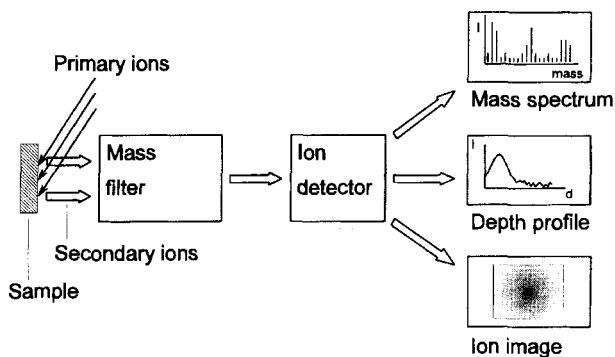 Primary ions
Mass
filter
Secondary ions
Sample
Ion
detector
I
mass
Mass spectrum
I
d
Depth profile
Ion image